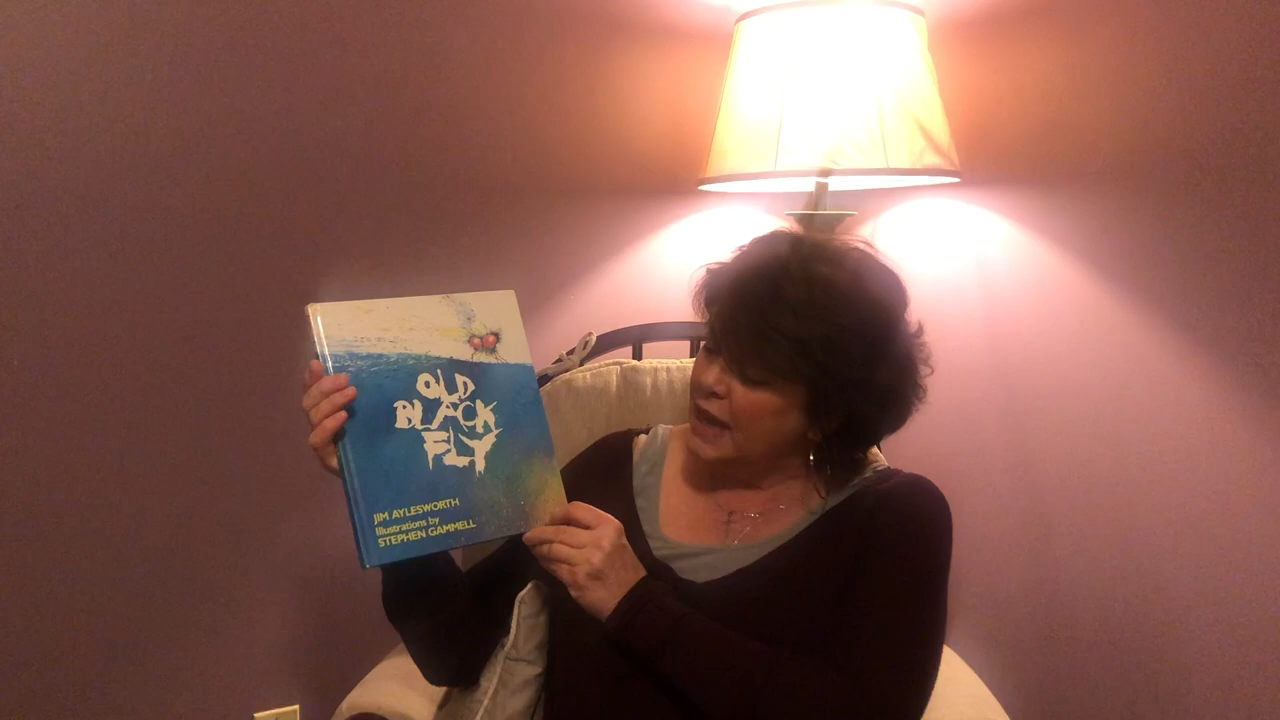 OLD
BLACK
FLY
JIM AYLESWORTH
Illustrations by
STEPHEN GAMMELL